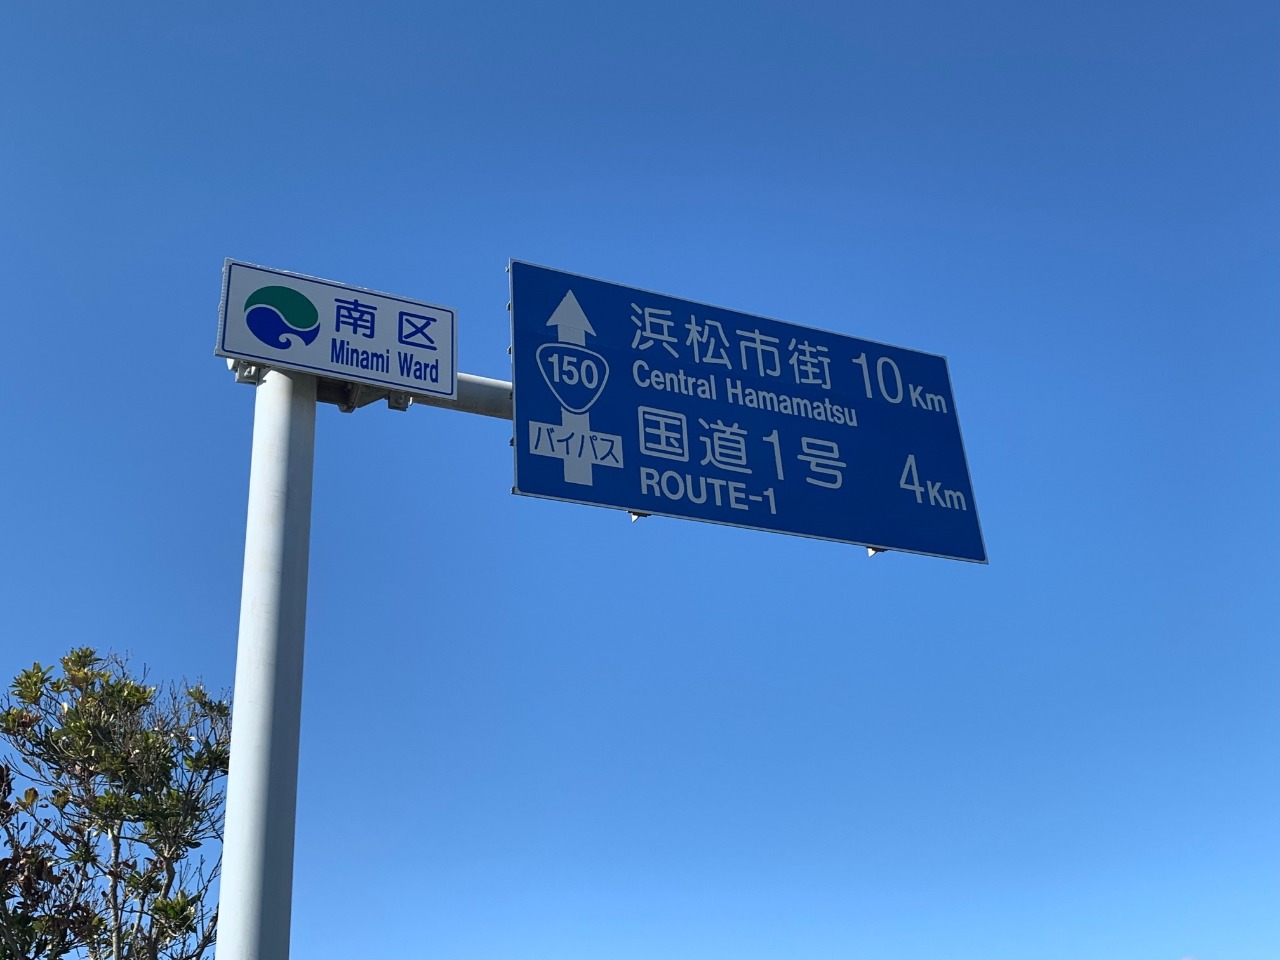 南区
Minami Ward
150
バイパス
浜松市街 10Km
Central Hamamatsu
国道1号 4Km
ROUTE-1